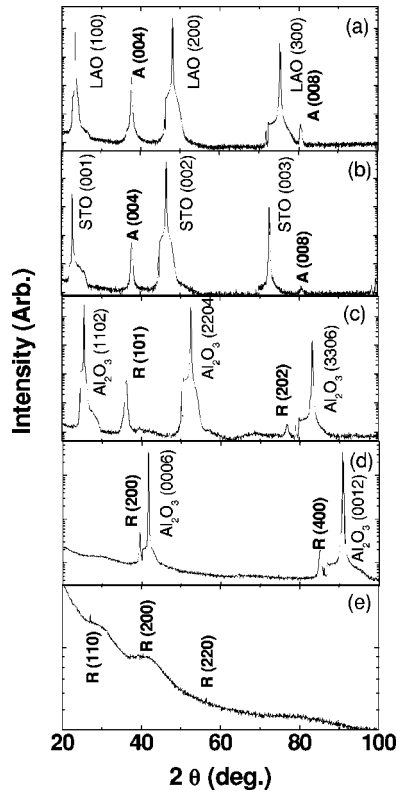 (a)
LAO (100)
A (004)
LAO (200)
LAO (300)
A (008)
(b)
STO (001)
A (004)
STO (002)
STO (003)
A (008)
(c)
Al₂O₃ (1102)
R (101)
Al₂O₃ (2204)
R (202)
Al₂O₃ (3306)
(d)
R (200)
Al₂O₃ (0006)
R (400)
Al₂O₃ (0012)
(e)
R (110)
R (200)
R (220)
Intensity (Arb.)
20 40 60 80 100
2 θ (deg.)